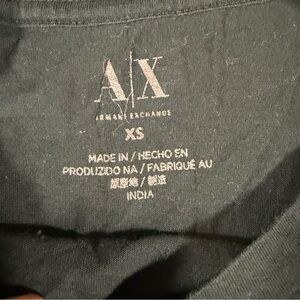 A|X
ARMANI EXCHANGE
XS
MADE IN / HECHO EN
PRODUZIDO NA / FABRIQUÉ AU
原産地 / 製造
INDIA